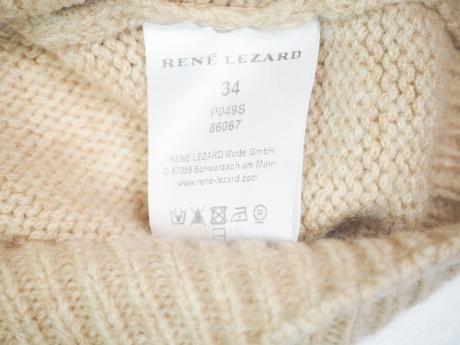 RENÉ LEZARD
34
P049S
86067
RENÉ LEZARD Mode GmbH
D 97359 Schwarzach am Main
www.rene-lezard.com